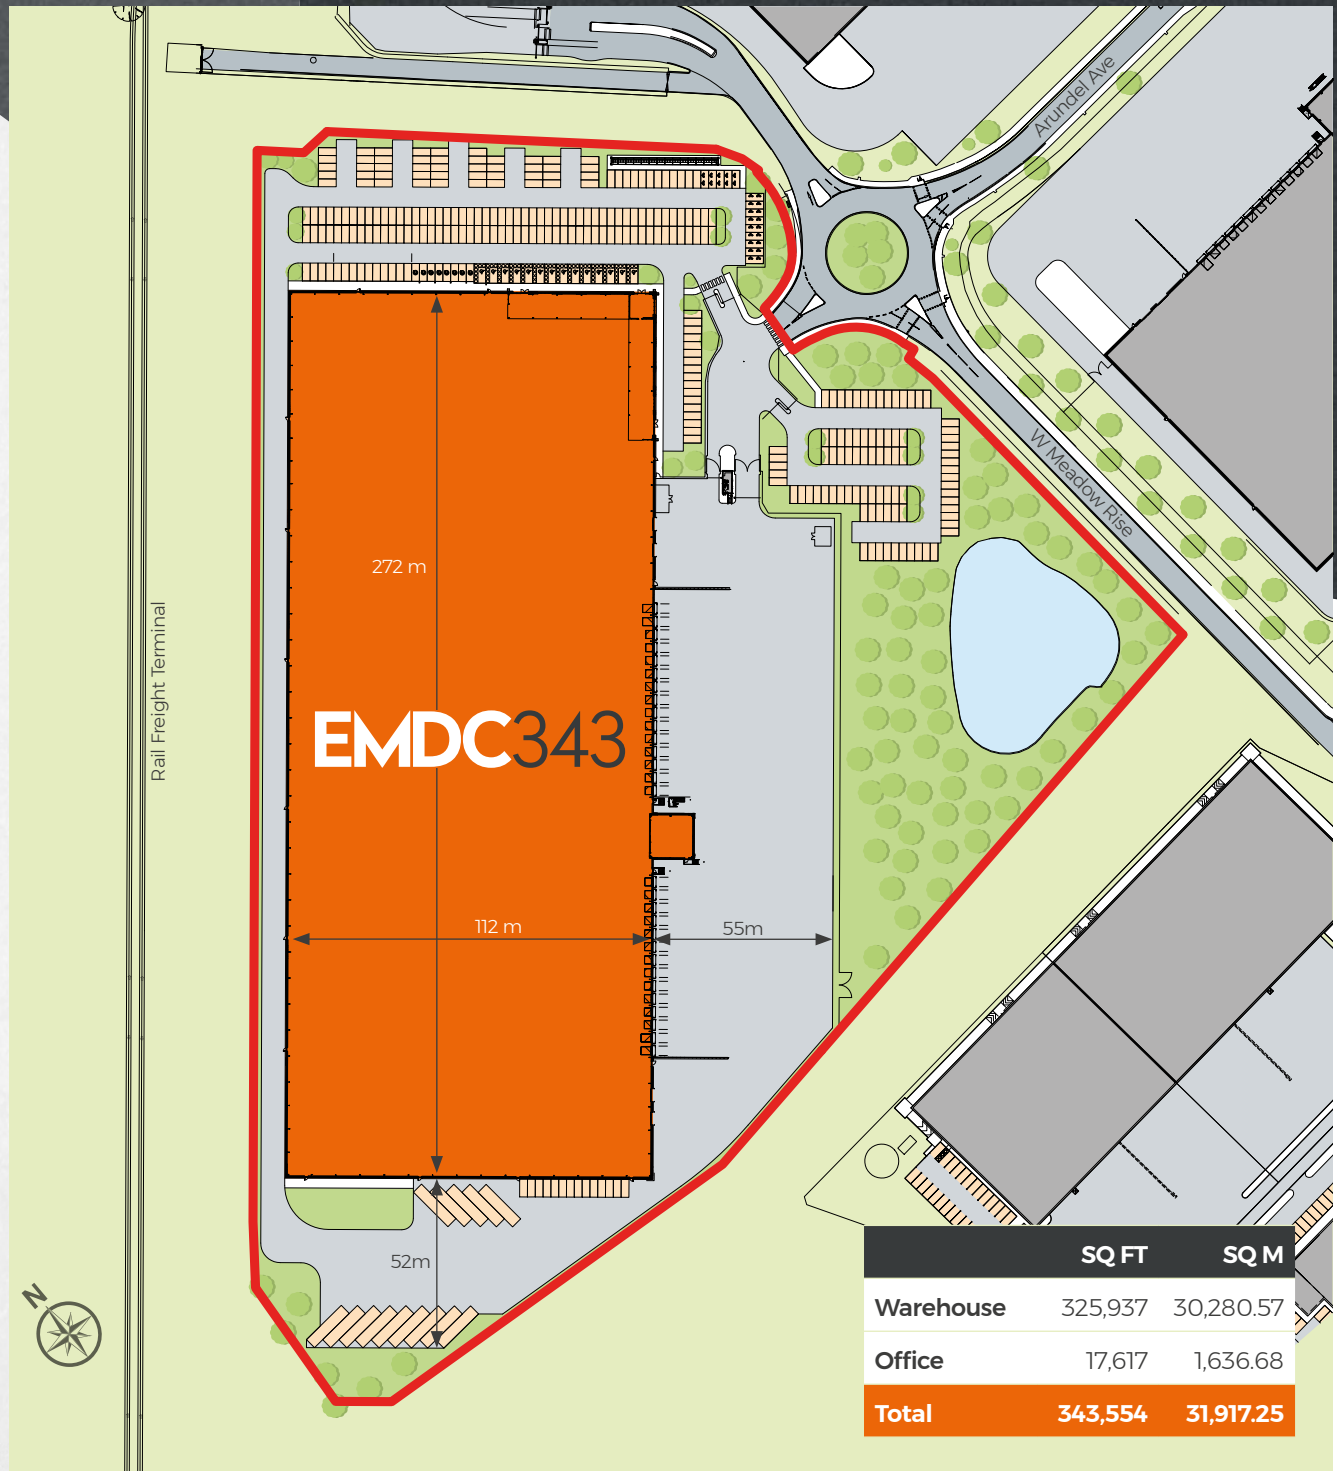 Arundel Ave
W Meadow Rise
Rail Freight Terminal
272 m
EMDC343
112 m
55m
52m
N
SQ FT SQ M
Warehouse 325,937 30,280.57
Office 17,617 1,636.68
Total 343,554 31,917.25